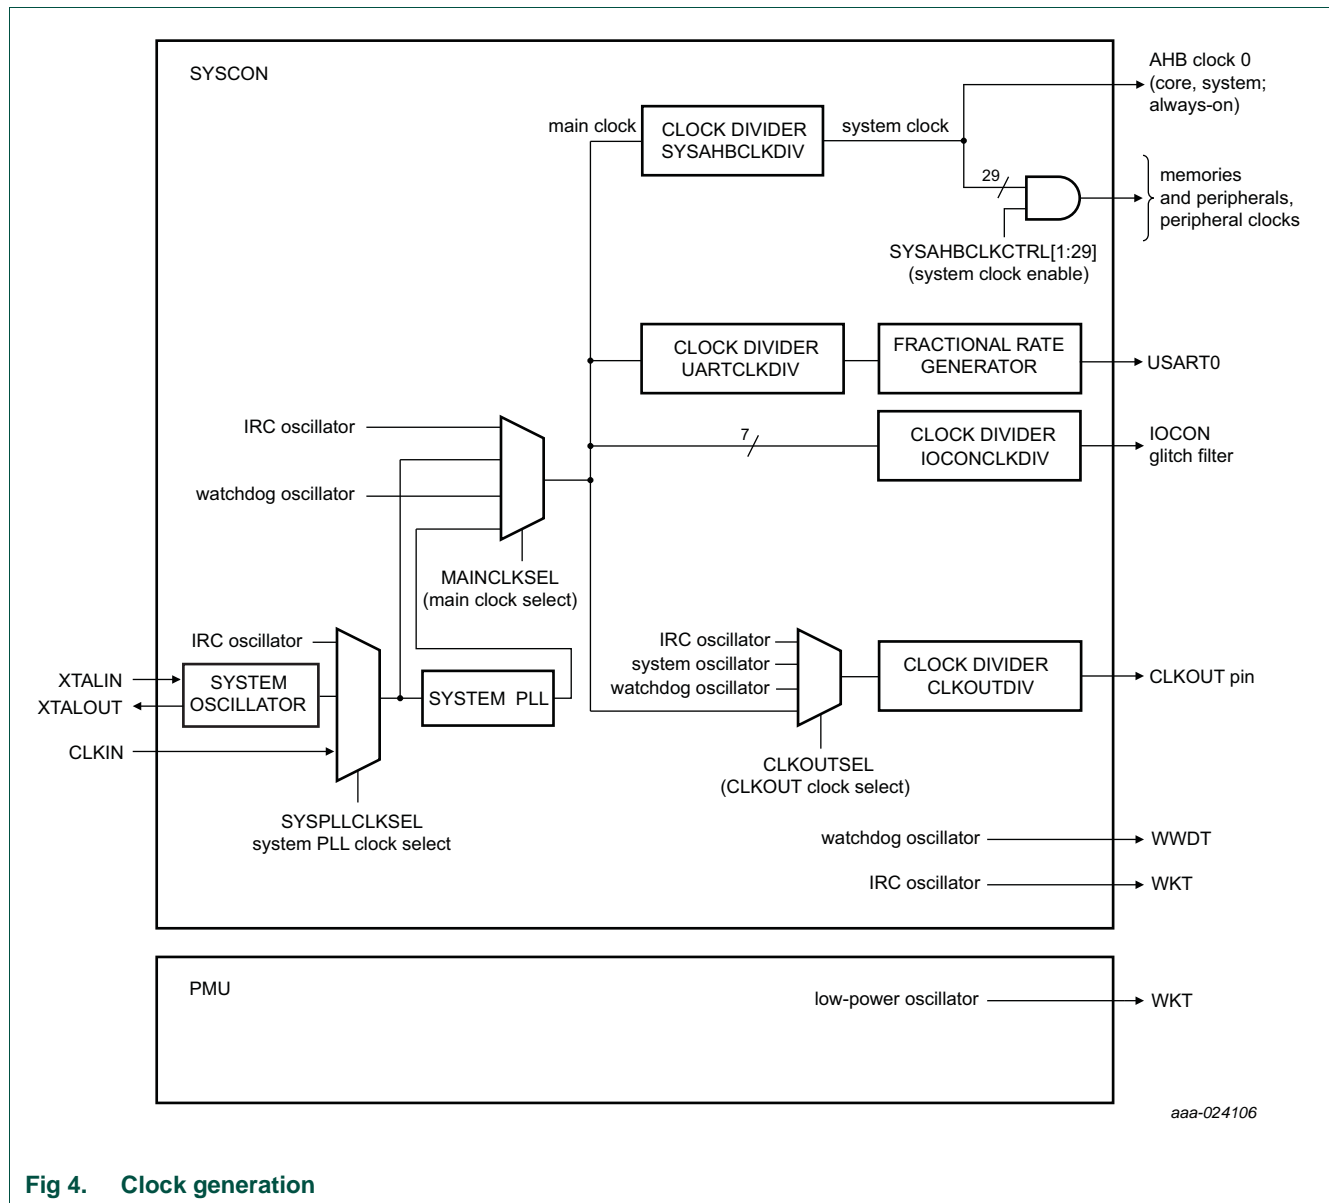 SYSCON
AHB clock 0
(core, system;
always-on)
main clock
CLOCK DIVIDER
SYSAHBCLKDIV
system clock
29
memories
and peripherals,
peripheral clocks
SYSAHBCLKCTRL[1:29]
(system clock enable)
CLOCK DIVIDER
UARTCLKDIV
FRACTIONAL RATE
GENERATOR
USART0
IRC oscillator
7
CLOCK DIVIDER
IOCONCLKDIV
IOCON
glitch filter
watchdog oscillator
MAINCLKSEL
(main clock select)
IRC oscillator
XTALIN
XTALOUT
SYSTEM
OSCILLATOR
SYSTEM PLL
CLKIN
SYSPLLCLKSEL
system PLL clock select
IRC oscillator
system oscillator
watchdog oscillator
CLOCK DIVIDER
CLKOUTDIV
CLKOUT pin
CLKOUTSEL
(CLKOUT clock select)
watchdog oscillator
WWDT
IRC oscillator
WKT
PMU
low-power oscillator
WKT
aaa-024106
Fig 4. Clock generation